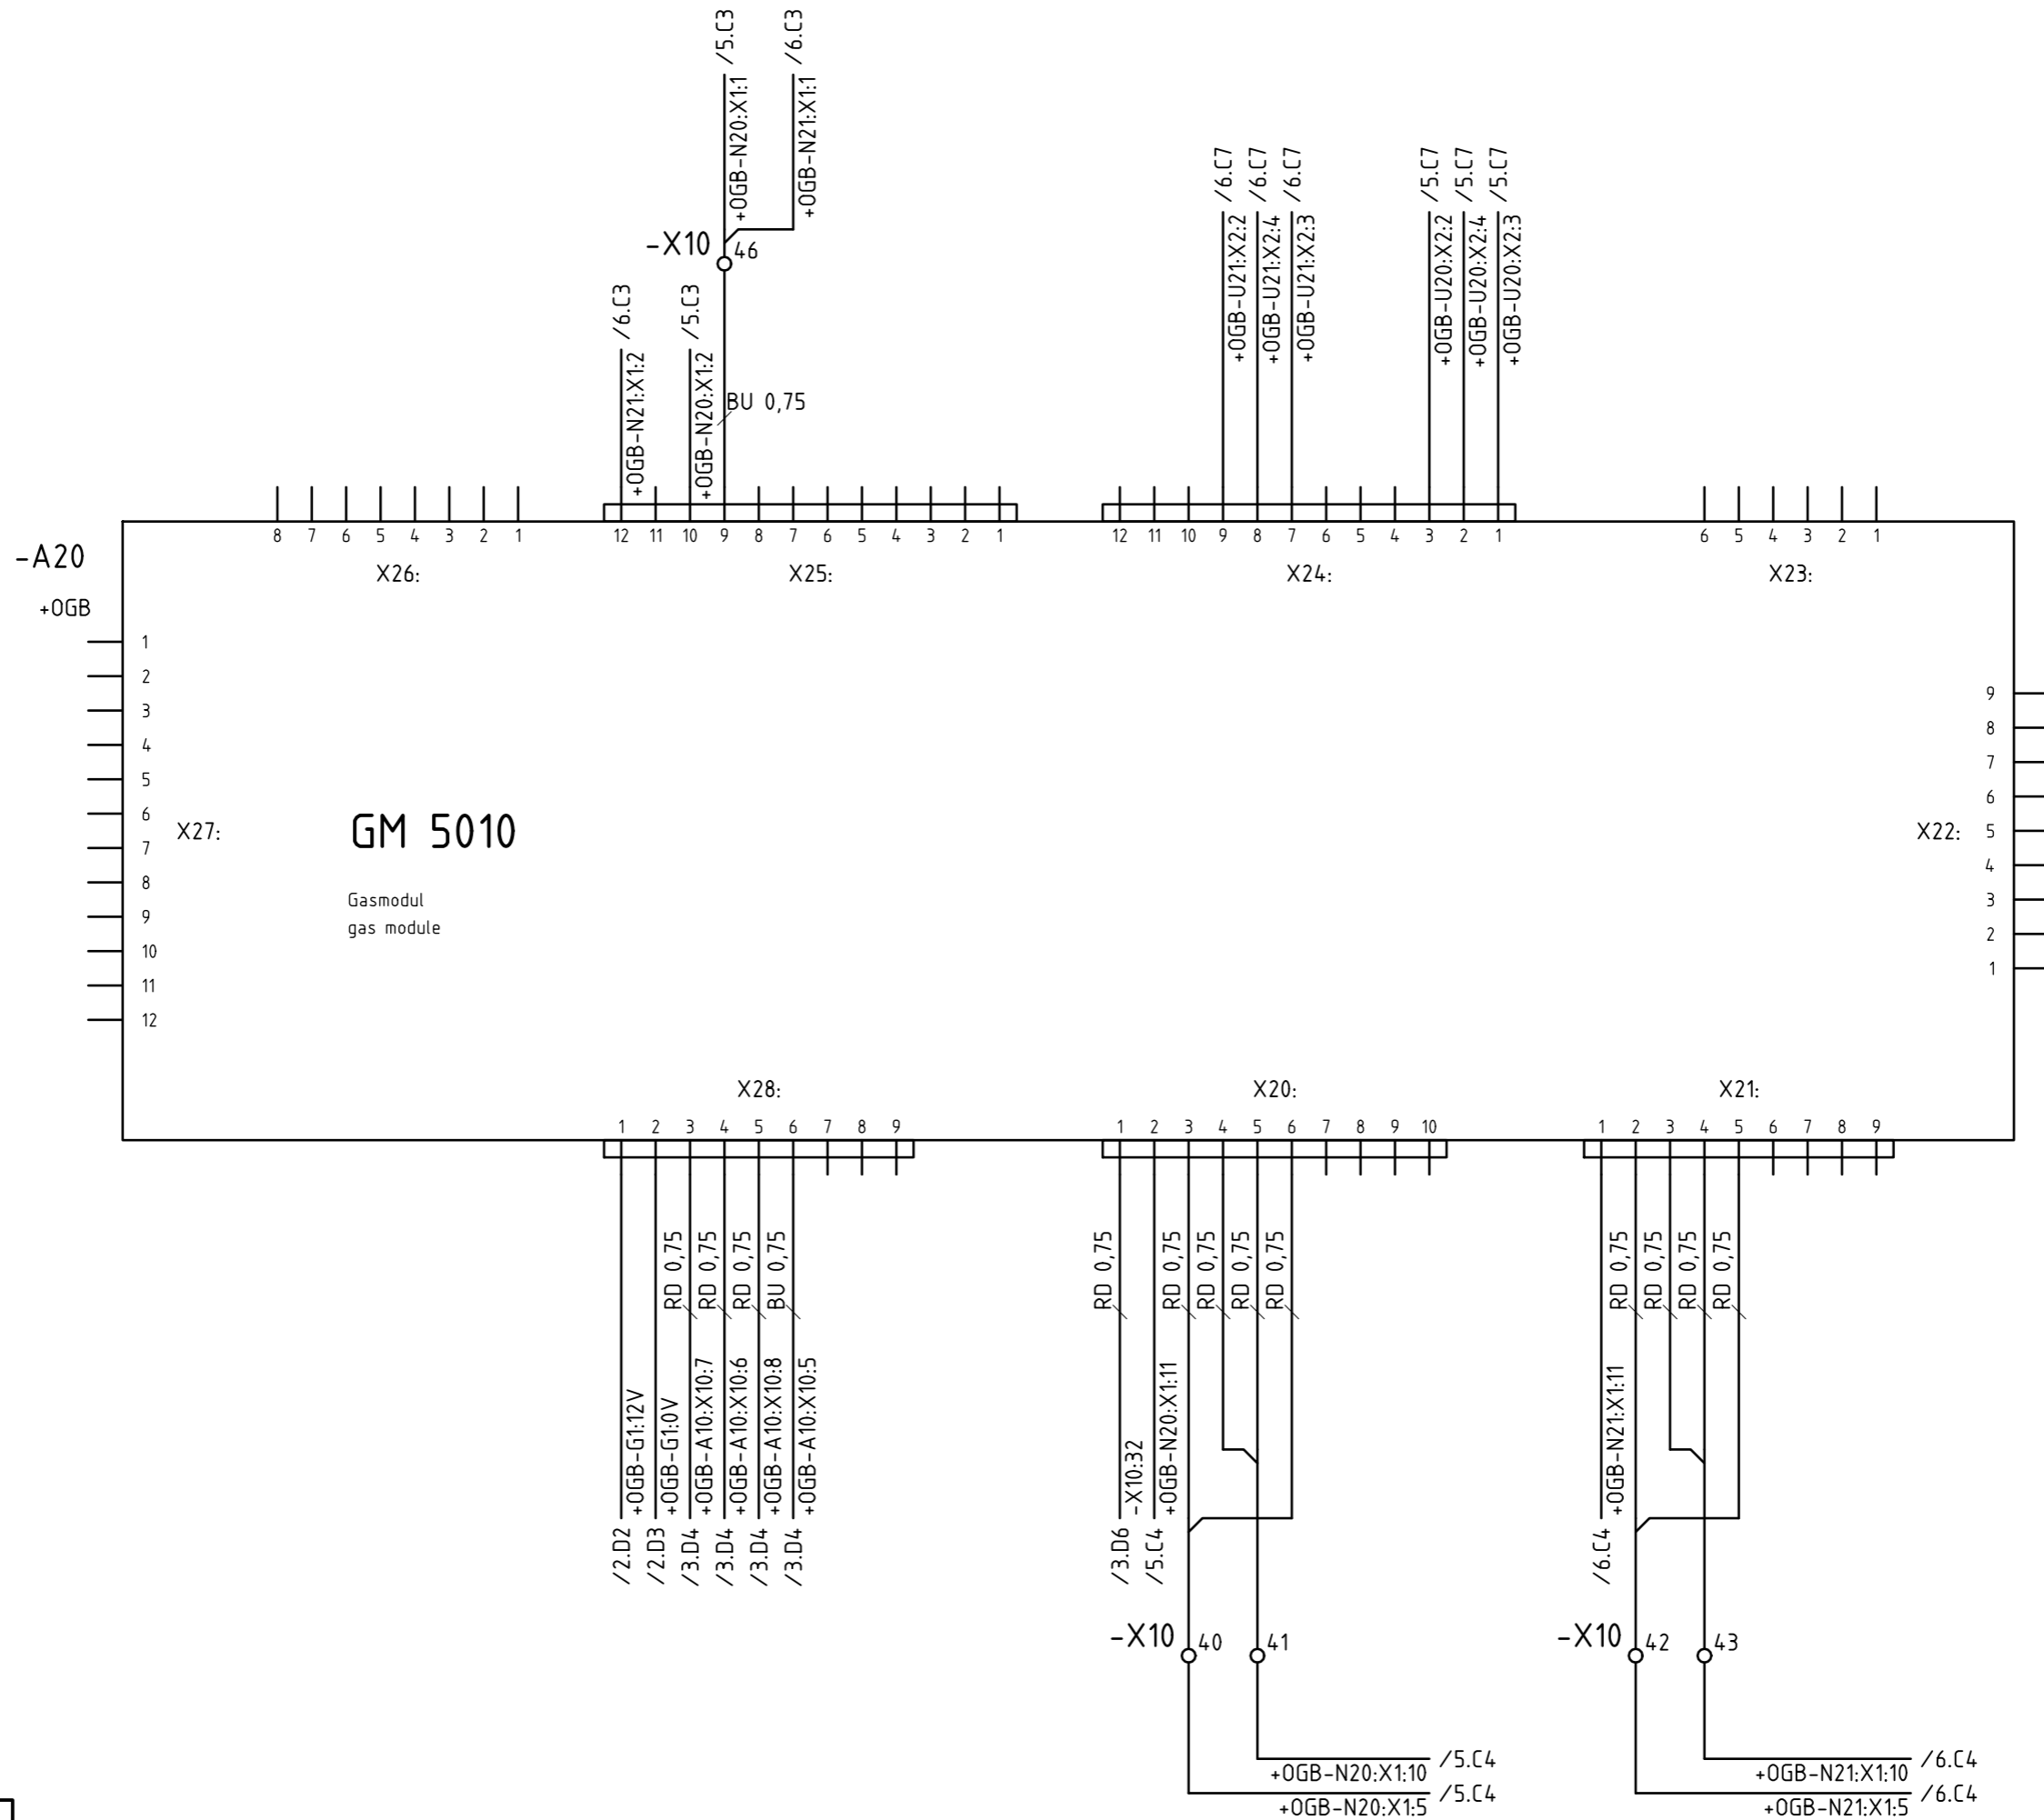 /5.C3
+OGB-N20:X1:1
/6.C3
+OGB-N21:X1:1
-X10
46
/6.C3
+OGB-N21:X1:2
/5.C3
+OGB-N20:X1:2
BU 0,75
/6.C7
+OGB-U21:X2:2
/6.C7
+OGB-U21:X2:4
/6.C7
+OGB-U21:X2:3
/5.C7
+OGB-U20:X2:2
/5.C7
+OGB-U20:X2:4
/5.C7
+OGB-U20:X2:3
-A20
+OGB
8 7 6 5 4 3 2 1
X26:
12 11 10 9 8 7 6 5 4 3 2 1
X25:
12 11 10 9 8 7 6 5 4 3 2 1
X24:
6 5 4 3 2 1
X23:
1
2
3
4
5
6
7
8
9
10
11
12
X27:
GM 5010
Gasmodul
gas module
9
8
7
6
5
4
3
2
1
X22:
X28:
1 2 3 4 5 6 7 8 9
X20:
1 2 3 4 5 6 7 8 9 10
X21:
1 2 3 4 5 6 7 8 9
+OGB-G1:12V
/2.D2
+OGB-G1:0V
/2.D3
RD 0,75
+OGB-A10:X10:7
/3.D4
RD 0,75
+OGB-A10:X10:6
/3.D4
RD 0,75
+OGB-A10:X10:8
/3.D4
BU 0,75
+OGB-A10:X10:5
/3.D4
RD 0,75
-X10:32
/3.D6
+OGB-N20:X1:11
/5.C4
RD 0,75
RD 0,75
RD 0,75
RD 0,75
+OGB-N21:X1:11
/6.C4
RD 0,75
RD 0,75
RD 0,75
RD 0,75
-X10
40
41
-X10
42
43
/5.C4
+OGB-N20:X1:10
/5.C4
+OGB-N20:X1:5
/6.C4
+OGB-N21:X1:10
/6.C4
+OGB-N21:X1:5